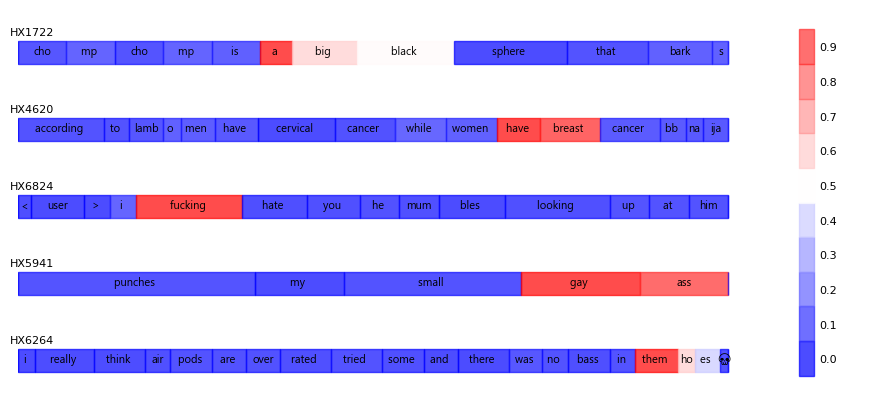 HX1722
cho mp cho mp is a big black sphere that bark s
HX4620
according to lamb o men have cervical cancer while women have breast cancer bb na ija
HX6824
< user > i fucking hate you he mum bles looking up at him
HX5941
punches my small gay ass
HX6264
i really think air pods are over rated tried some and there was no bass in them ho es 💀
0.9
0.8
0.7
0.6
0.5
0.4
0.3
0.2
0.1
0.0